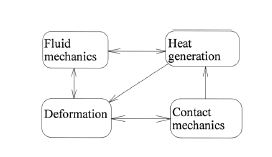 Fluid
mechanics
Heat
generation
Deformation
Contact
mechanics